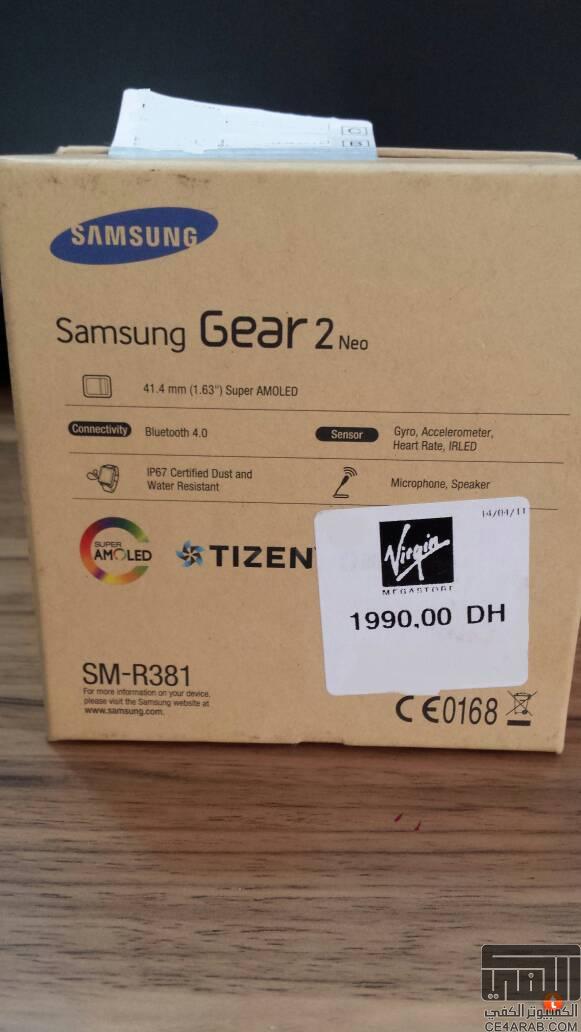 [C]
[B]
SAMSUNG
Samsung Gear 2 Neo
41.4 mm (1.63") Super AMOLED
Connectivity Bluetooth 4.0
Sensor Gyro, Accelerometer,
Heart Rate, IRLED
IP67 Certified Dust and
Water Resistant
Microphone, Speaker
SUPER
AMOLED
TIZEN
14/04/11
Virgin
MEGASTORE
1990,00 DH
SM-R381
For more information on your device,
please visit the Samsung website at
www.samsung.com.
CE0168
الكفي
الكمبيوتر الكفي
CE4ARAB.COM